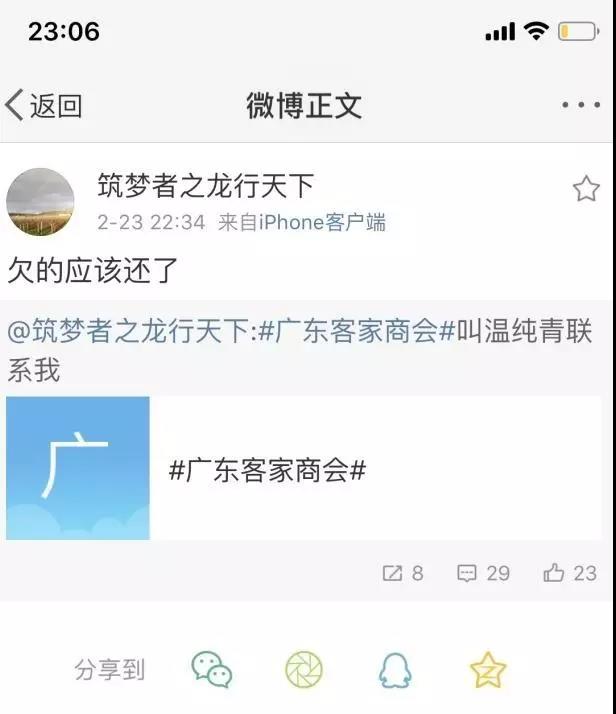 23:06
返回
微博正文
筑梦者之龙行天下
2-23 22:34 来自iPhone客户端
欠的应该还了
@筑梦者之龙行天下:#广东客家商会#叫温纯青联
系我
广
#广东客家商会#
8 29 23
分享到